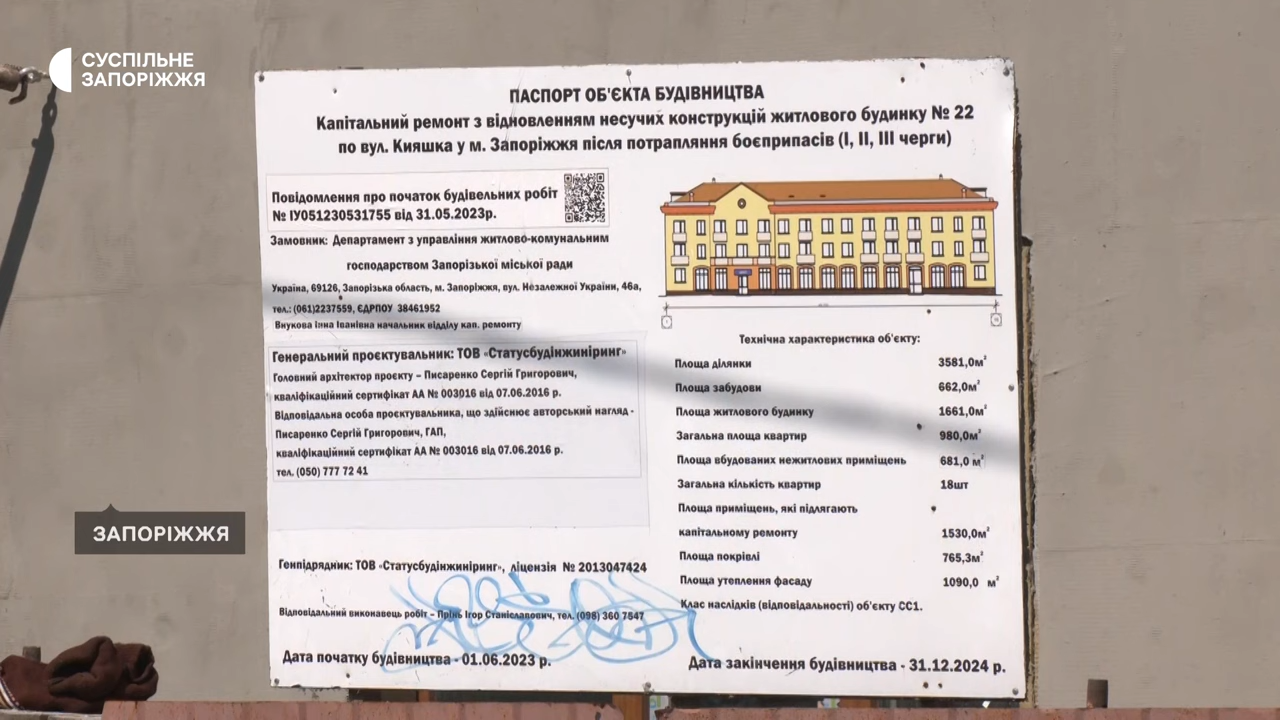 СУСПІЛЬНЕ
ЗАПОРІЖЖЯ
ПАСПОРТ ОБ'ЄКТА БУДІВНИЦТВА
Капітальний ремонт з відновленням несучих конструкцій житлового будинку № 22
по вул. Кияшка у м. Запоріжжя після потрапляння боєприпасів (І, ІІ, ІІІ черги)
Повідомлення про початок будівельних робіт
№ ІУ051230531755 від 31.05.2023р.
Замовник: Департамент з управління житлово-комунальним
господарством Запорізької міської ради
Україна, 69126, Запорізька область, м. Запоріжжя, вул. Незалежної України, 46а,
тел.: (061)2237559, ЄДРПОУ 38461952
Внукова Інна Іванівна начальник відділу кап. ремонту
Генеральний проєктувальник: ТОВ «Статусбудінжиніринг»
Головний архітектор проєкту – Писаренко Сергій Григорович,
кваліфікаційний сертифікат АА № 003016 від 07.06.2016 р.
Відповідальна особа проєктувальника, що здійснює авторський нагляд -
Писаренко Сергій Григорович, ГАП,
кваліфікаційний сертифікат АА № 003016 від 07.06.2016 р.
тел. (050) 777 72 41
Генпідрядник: ТОВ «Статусбудінжиніринг», ліцензія № 2013047424
Відповідальний виконавець робіт – Прінь Ігор Станіславович, тел. (098) 360 7547
Дата початку будівництва - 01.06.2023 р.
Технічна характеристика об'єкту:
Площа ділянки 3581,0м²
Площа забудови 662,0м²
Площа житлового будинку 1661,0м²
Загальна площа квартир 980,0м²
Площа вбудованих нежитлових приміщень 681,0 м²
Загальна кількість квартир 18шт
Площа приміщень, які підлягають
капітальному ремонту 1530,0м²
Площа покрівлі 765,3м²
Площа утеплення фасаду 1090,0 м²
Клас наслідків (відповідальності) об'єкту СС1.
Дата закінчення будівництва - 31.12.2024 р.
ЗАПОРІЖЖЯ